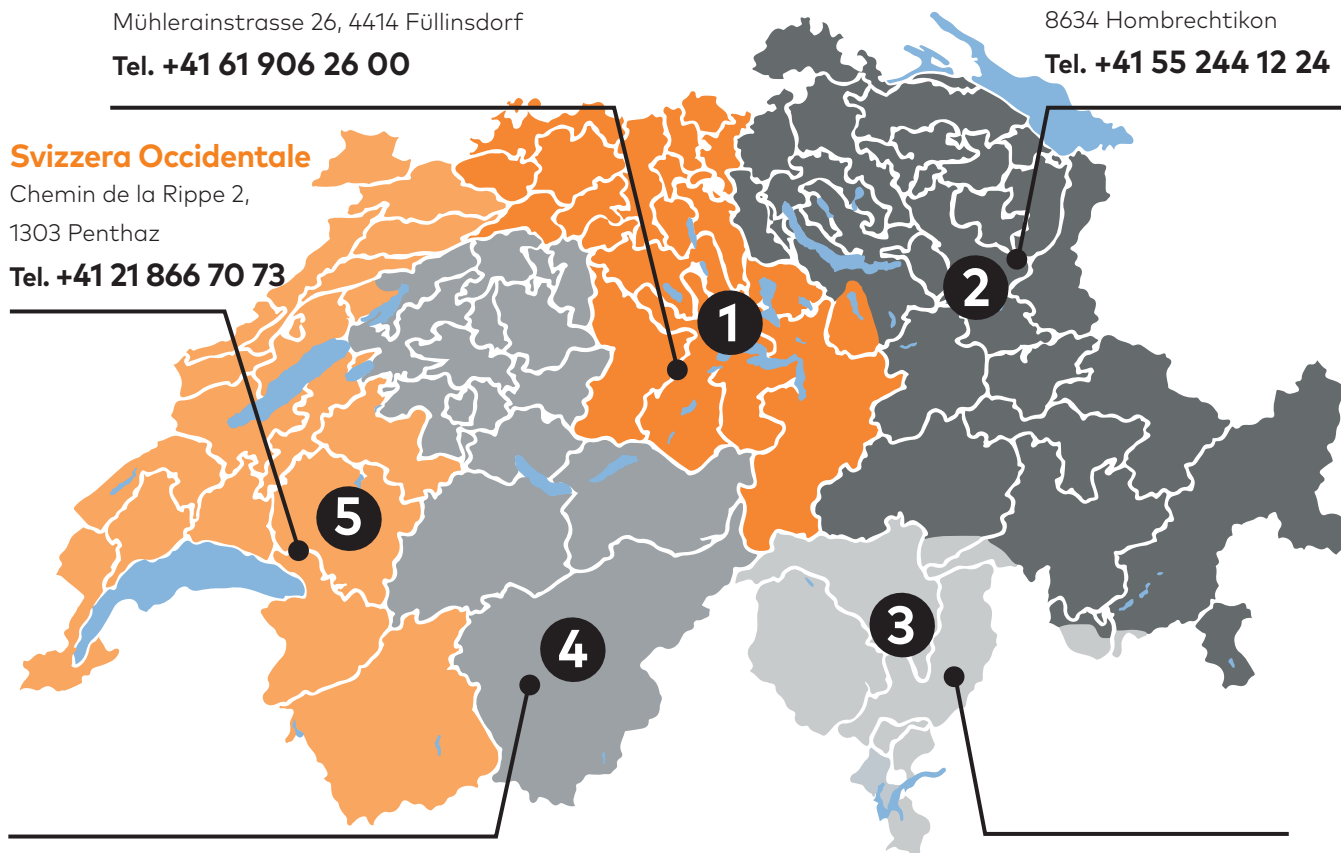 Mühlerainstrasse 26, 4414 Füllinsdorf
Tel. +41 61 906 26 00
8634 Hombrechtikon
Tel. +41 55 244 12 24
Svizzera Occidentale
Chemin de la Rippe 2,
1303 Penthaz
Tel. +41 21 866 70 73
1
2
3
4
5